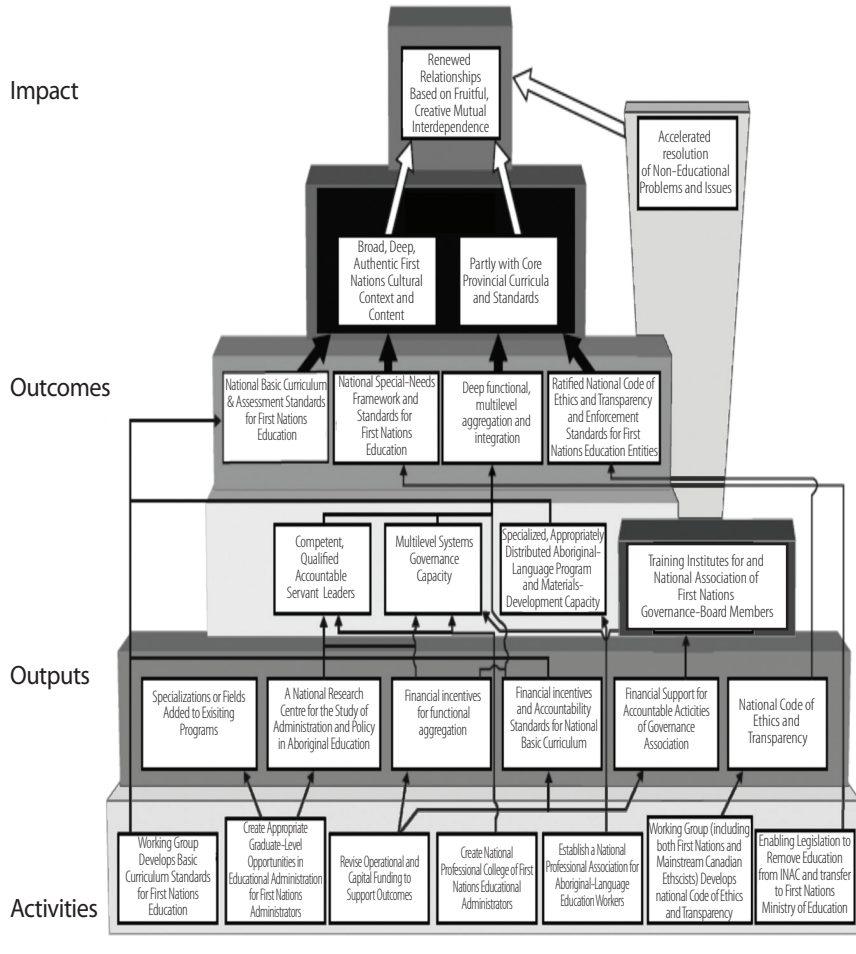 Impact
Renewed
Relationships
Based on Fruitful,
Creative Mutual
Interdependence
Accelerated
resolution
of Non-Educational
Problems and Issues
Broad, Deep,
Authentic First
Nations Cultural
Context and
Content
Partly with Core
Provincial Curricula
and Standards
Outcomes
National Basic Curriculum
& Assessment Standards
for First Nations
Education
National Special-Needs
Framework and
Standards for
First Nations
Education
Deep functional,
multilevel
aggregation and
integration
Ratified National Code of
Ethics and Transparency
and Enforcement
Standards for First
Nations Education Entities
Competent,
Qualified
Accountable
Servant Leaders
Multilevel Systems
Governance
Capacity
Specialized, Appropriately
Distributed Aboriginal-
Language Program
and Materials-
Development Capacity
Training Institutes for and
National Association of
First Nations
Governance-Board Members
Outputs
Specializations or Fields
Added to Exisiting
Programs
A National Research
Centre for the Study of
Administration and Policy
in Aboriginal Education
Financial incentives
for functional
aggregation
Financial incentives
and Accountability
Standards for National
Basic Curriculum
Financial Support for
Accountable Acticities
of Governance
Association
National Code of
Ethics and
Transparency
Activities
Working Group
Develops Basic
Curriculum Standards
for First Nations
Education
Create Appropriate
Graduate-Level
Opportunities in
Educational Administration
for First Nations
Administrators
Revise Operational and
Capital Funding to
Support Outcomes
Create National
Professional College of First
Nations Educational
Administrators
Establish a National
Professional Association for
Aboriginal-Language
Education Workers
Working Group (including
both First Nations and
Mainstream Canadian
Ethscists) Develops
national Code of Ethics
and Transparency
Enabling Legislation to
Remove Education
from INAC and transfer
to First Nations
Ministry of Education